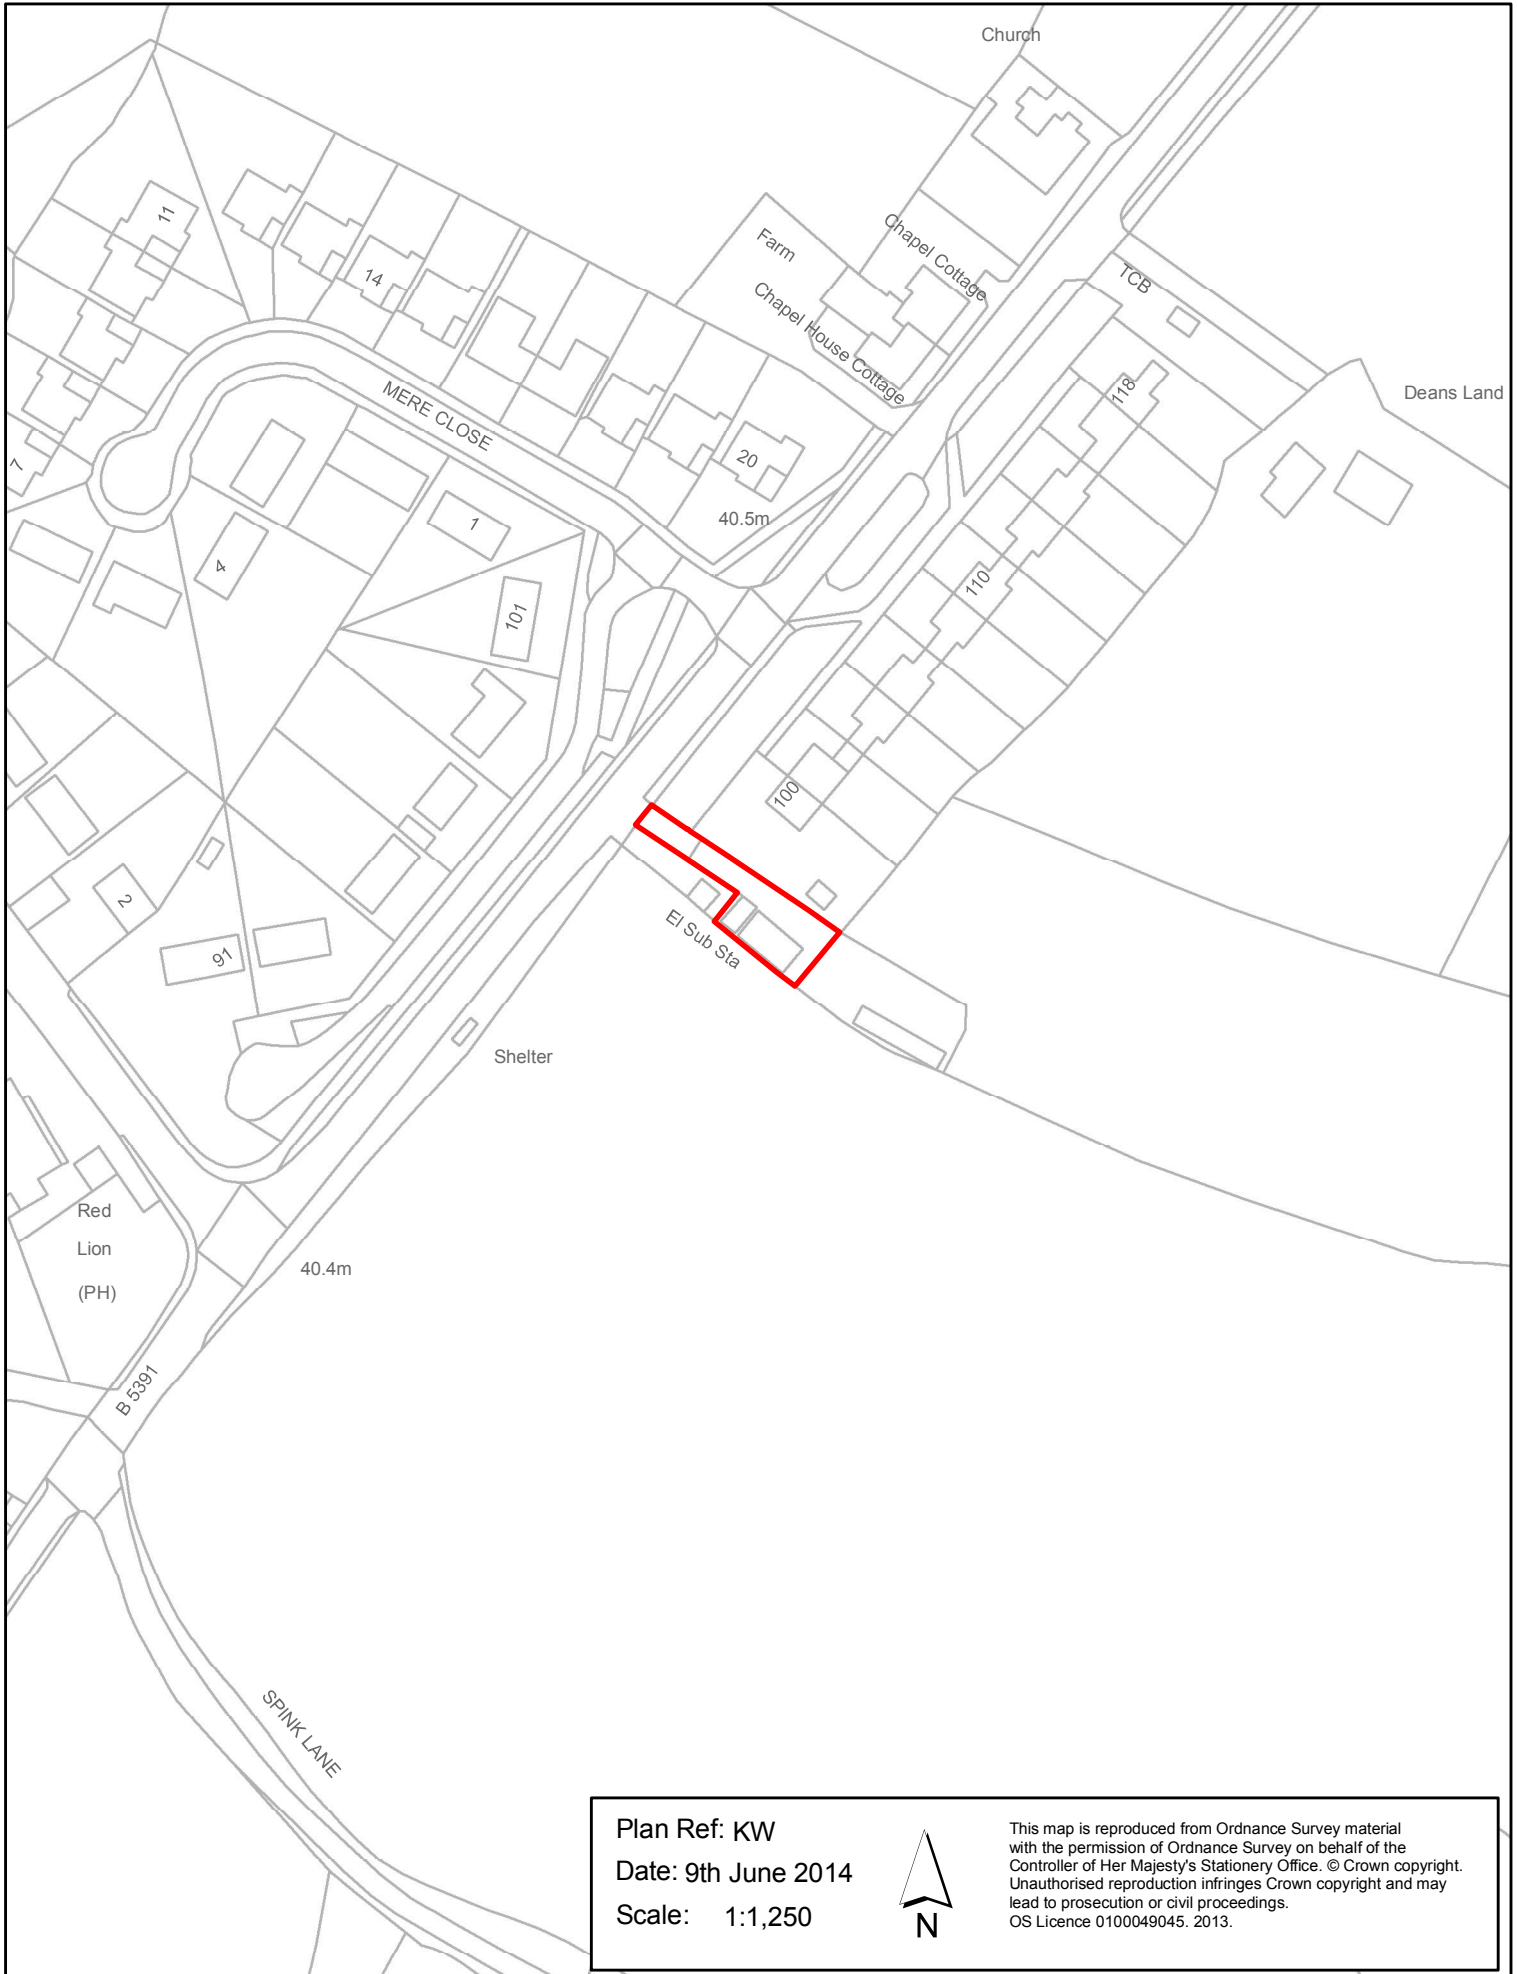 Church
11
14
Farm
Chapel Cottage
Chapel House Cottage
TCB
118
Deans Land
MERE CLOSE
7
20
1
40.5m
4
110
101
100
2
91
El Sub Sta
Shelter
Red
Lion
(PH)
40.4m
B 5391
SPINK LANE
Plan Ref: KW
Date: 9th June 2014
Scale: 1:1,250
N
This map is reproduced from Ordnance Survey material
with the permission of Ordnance Survey on behalf of the
Controller of Her Majesty's Stationery Office. © Crown copyright.
Unauthorised reproduction infringes Crown copyright and may
lead to prosecution or civil proceedings.
OS Licence 0100049045. 2013.